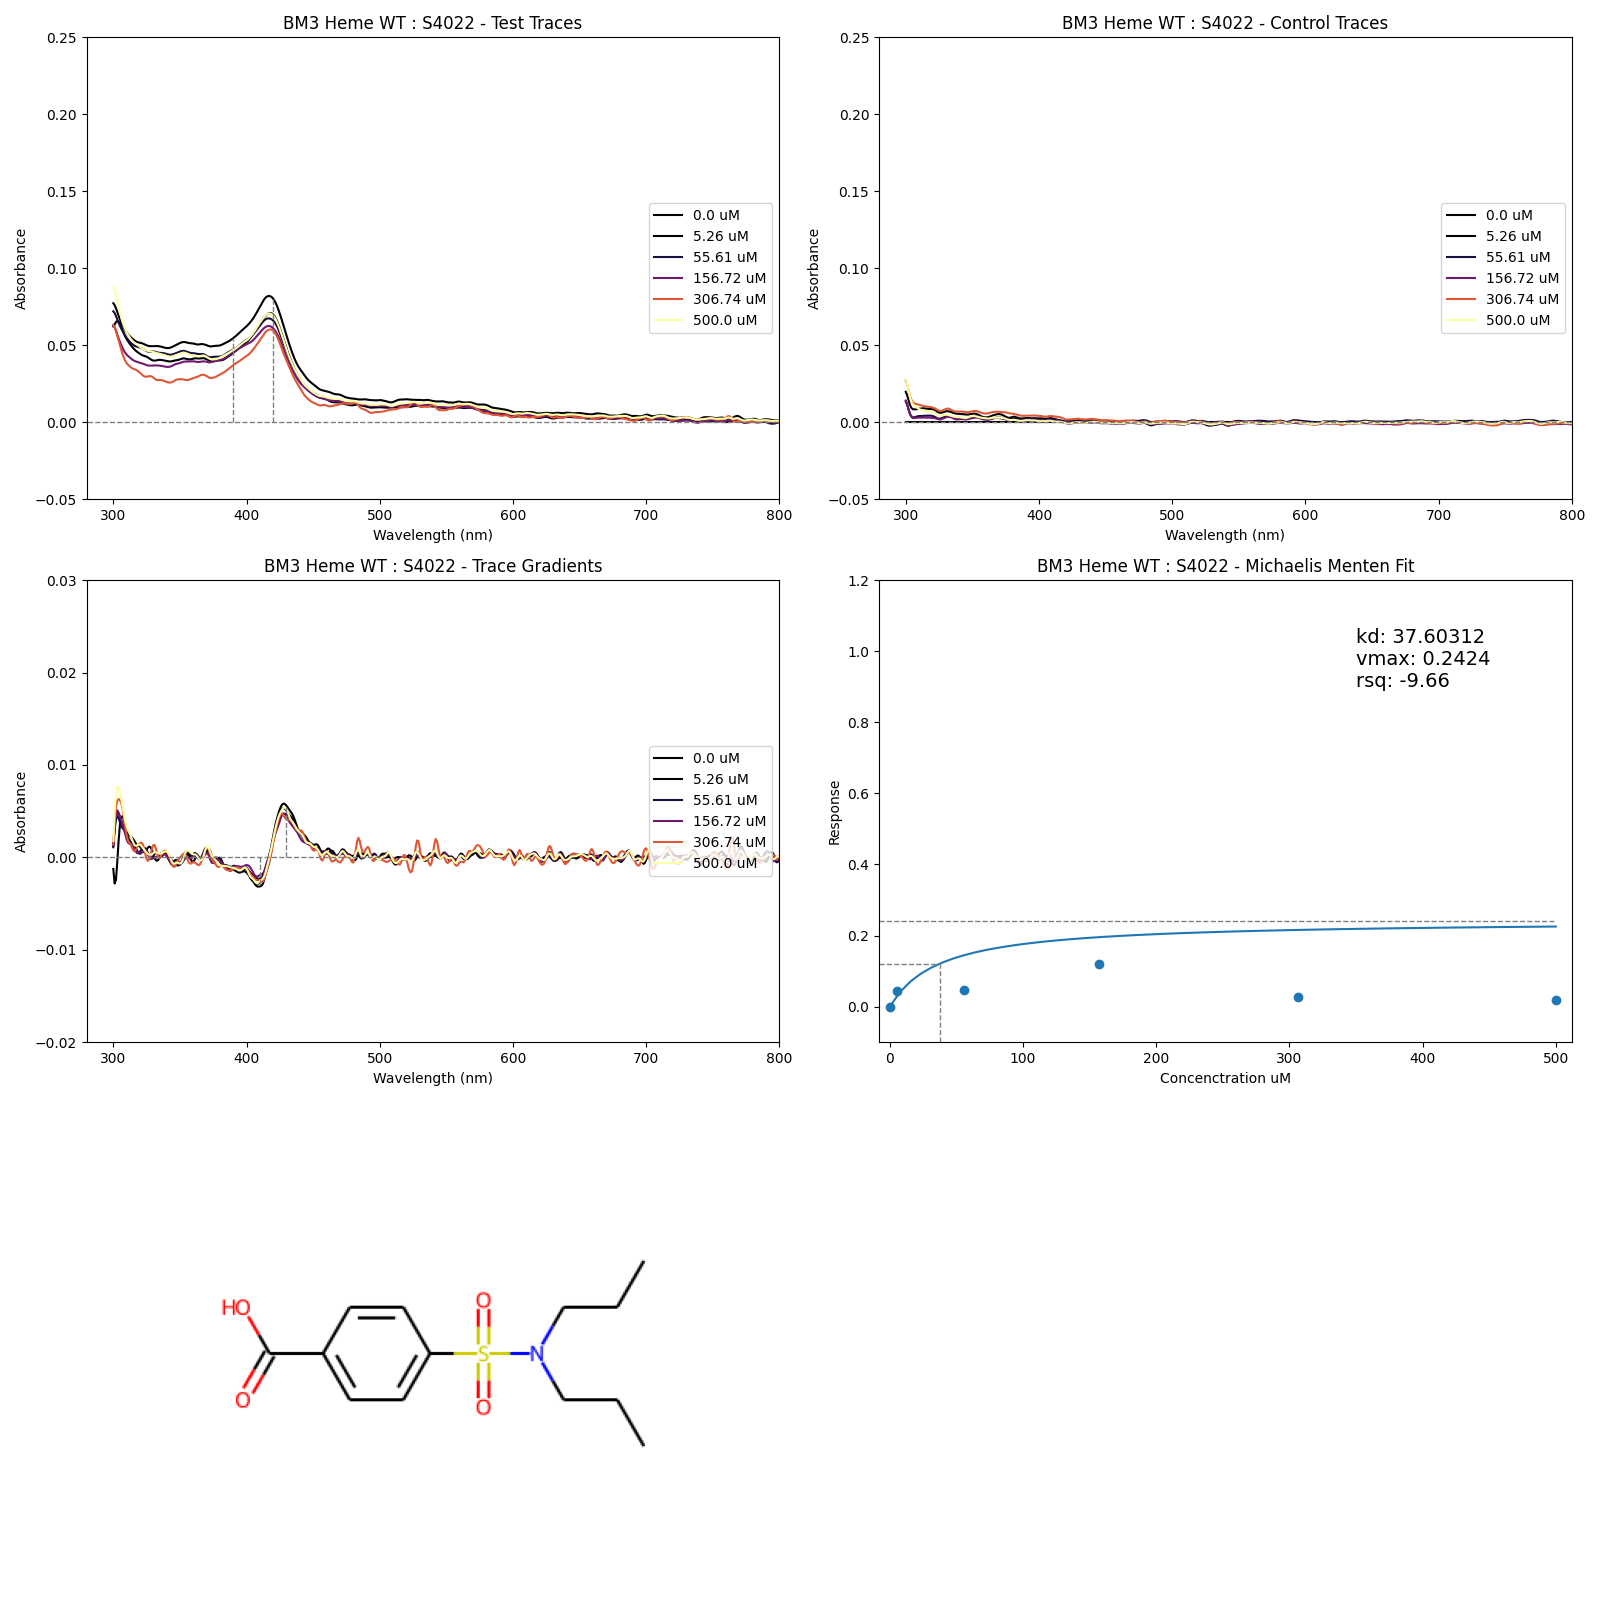 BM3 Heme WT : S4022 - Test Traces
0.25
0.20
0.15
0.10
0.05
0.00
−0.05
Absorbance
300 400 500 600 700 800
Wavelength (nm)
0.0 uM
5.26 uM
55.61 uM
156.72 uM
306.74 uM
500.0 uM
BM3 Heme WT : S4022 - Control Traces
0.25
0.20
0.15
0.10
0.05
0.00
−0.05
Absorbance
300 400 500 600 700 800
Wavelength (nm)
0.0 uM
5.26 uM
55.61 uM
156.72 uM
306.74 uM
500.0 uM
BM3 Heme WT : S4022 - Trace Gradients
0.03
0.02
0.01
0.00
−0.01
−0.02
Absorbance
300 400 500 600 700 800
Wavelength (nm)
0.0 uM
5.26 uM
55.61 uM
156.72 uM
306.74 uM
500.0 uM
BM3 Heme WT : S4022 - Michaelis Menten Fit
1.2
1.0
0.8
0.6
0.4
0.2
0.0
Response
0 100 200 300 400 500
Concenctration uM
kd: 37.60312
vmax: 0.2424
rsq: -9.66
HO
O
O
S
O
N